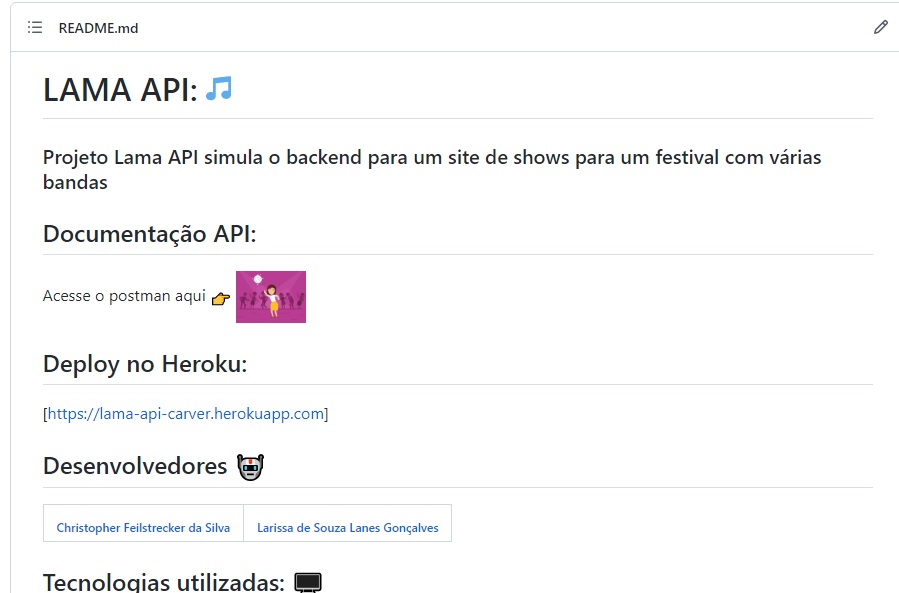 README.md
LAMA API: 🎵
Projeto Lama API simula o backend para um site de shows para um festival com várias
bandas
Documentação API:
Acesse o postman aqui 👉
Deploy no Heroku:
[https://lama-api-carver.herokuapp.com]
Desenvolvedores 🤖
Christopher Feilstrecker da Silva Larissa de Souza Lanes Gonçalves
Tecnologias utilizadas: 🖥️